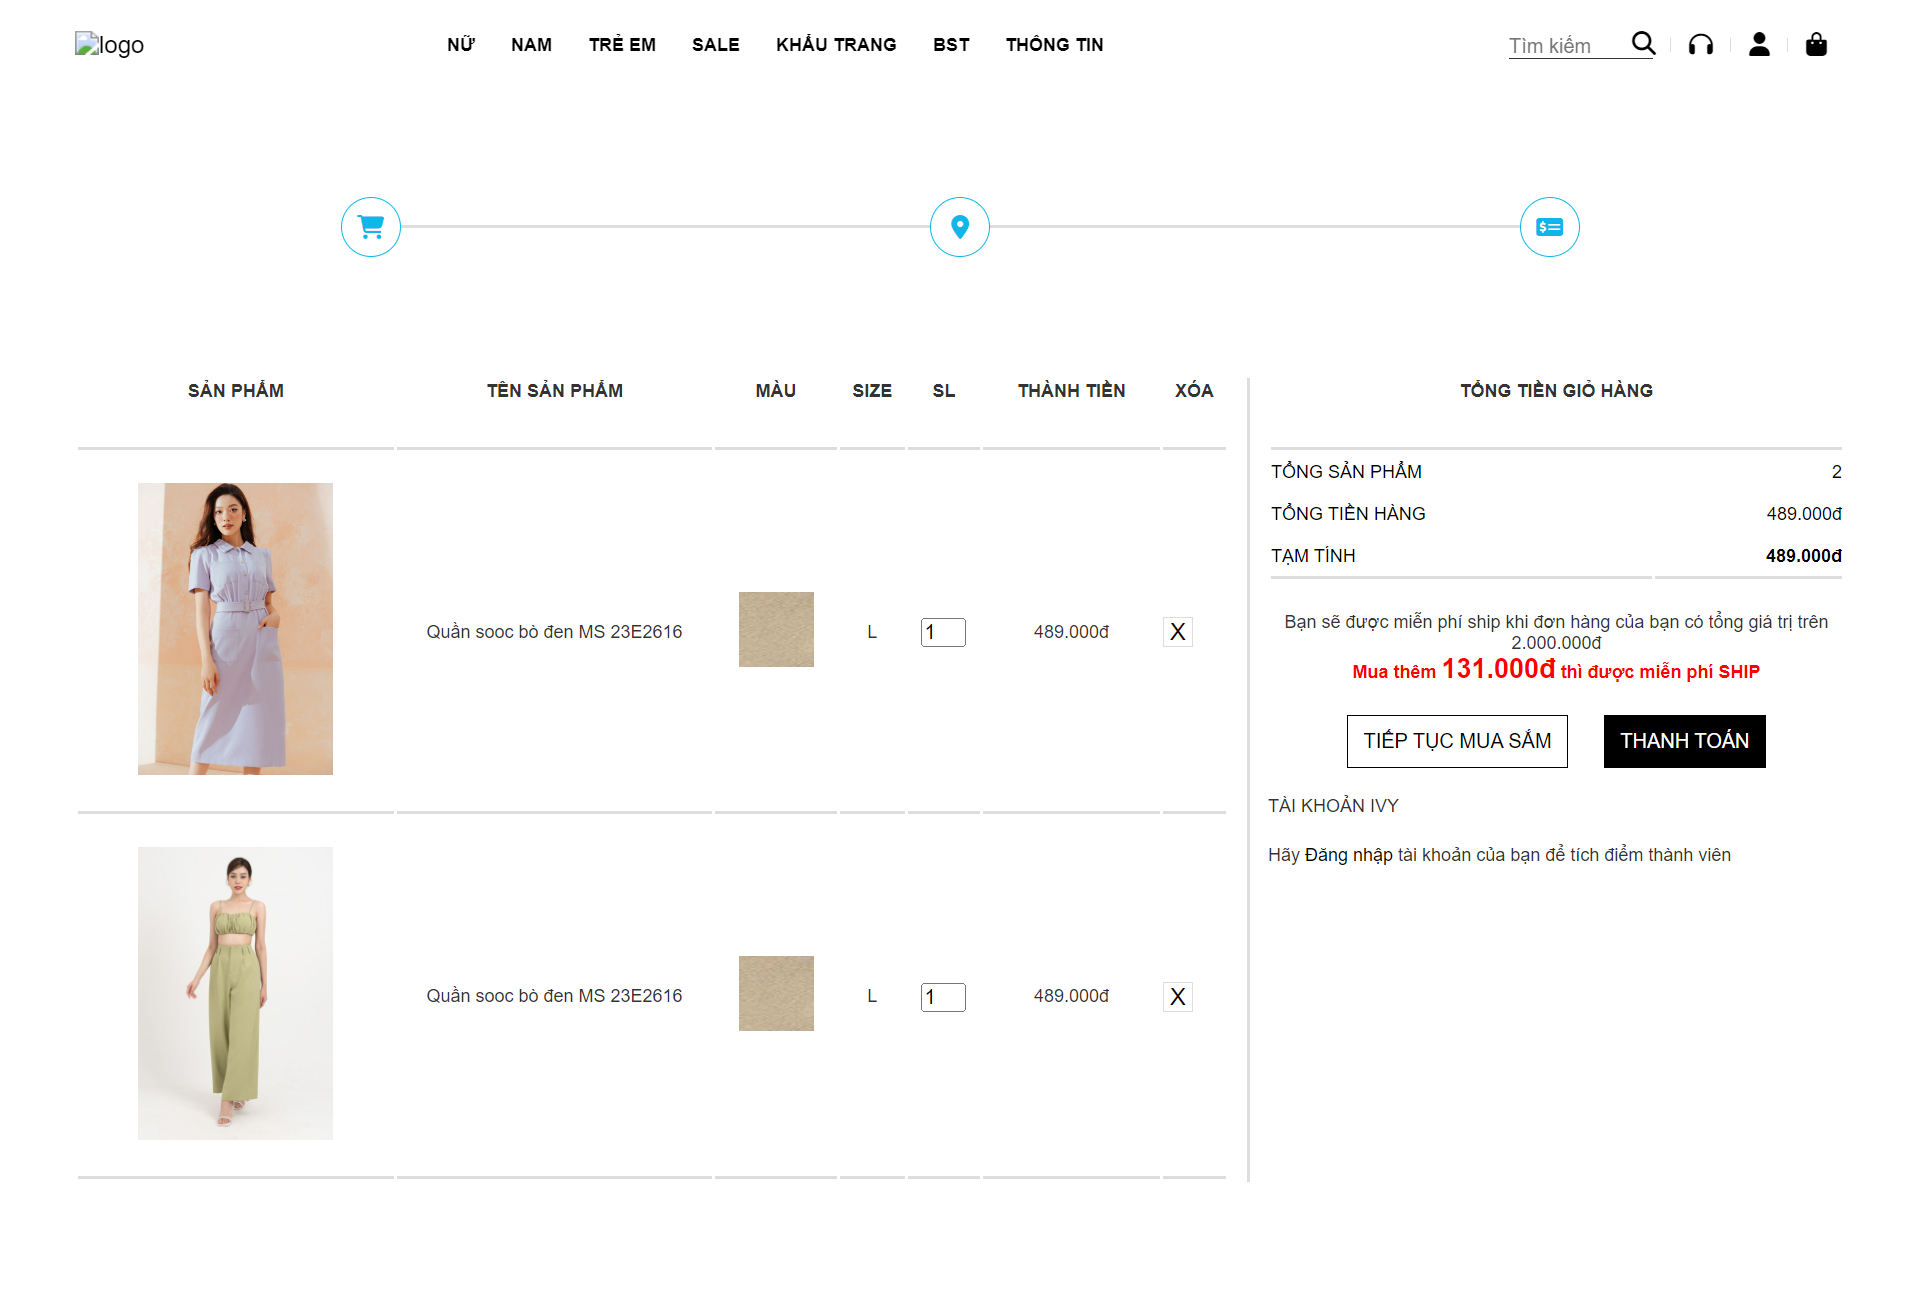 logo
NỮ NAM TRẺ EM SALE KHẨU TRANG BST THÔNG TIN
Tìm kiếm
SẢN PHẨM TÊN SẢN PHẨM MÀU SIZE SL THÀNH TIỀN XÓA
Quần sooc bò đen MS 23E2616 L 1 489.000đ X
Quần sooc bò đen MS 23E2616 L 1 489.000đ X
TỔNG TIỀN GIỎ HÀNG
TỔNG SẢN PHẨM 2
TỔNG TIỀN HÀNG 489.000đ
TẠM TÍNH 489.000đ
Bạn sẽ được miễn phí ship khi đơn hàng của bạn có tổng giá trị trên
2.000.000đ
Mua thêm 131.000đ thì được miễn phí SHIP
TIẾP TỤC MUA SẮM THANH TOÁN
TÀI KHOẢN IVY
Hãy Đăng nhập tài khoản của bạn để tích điểm thành viên